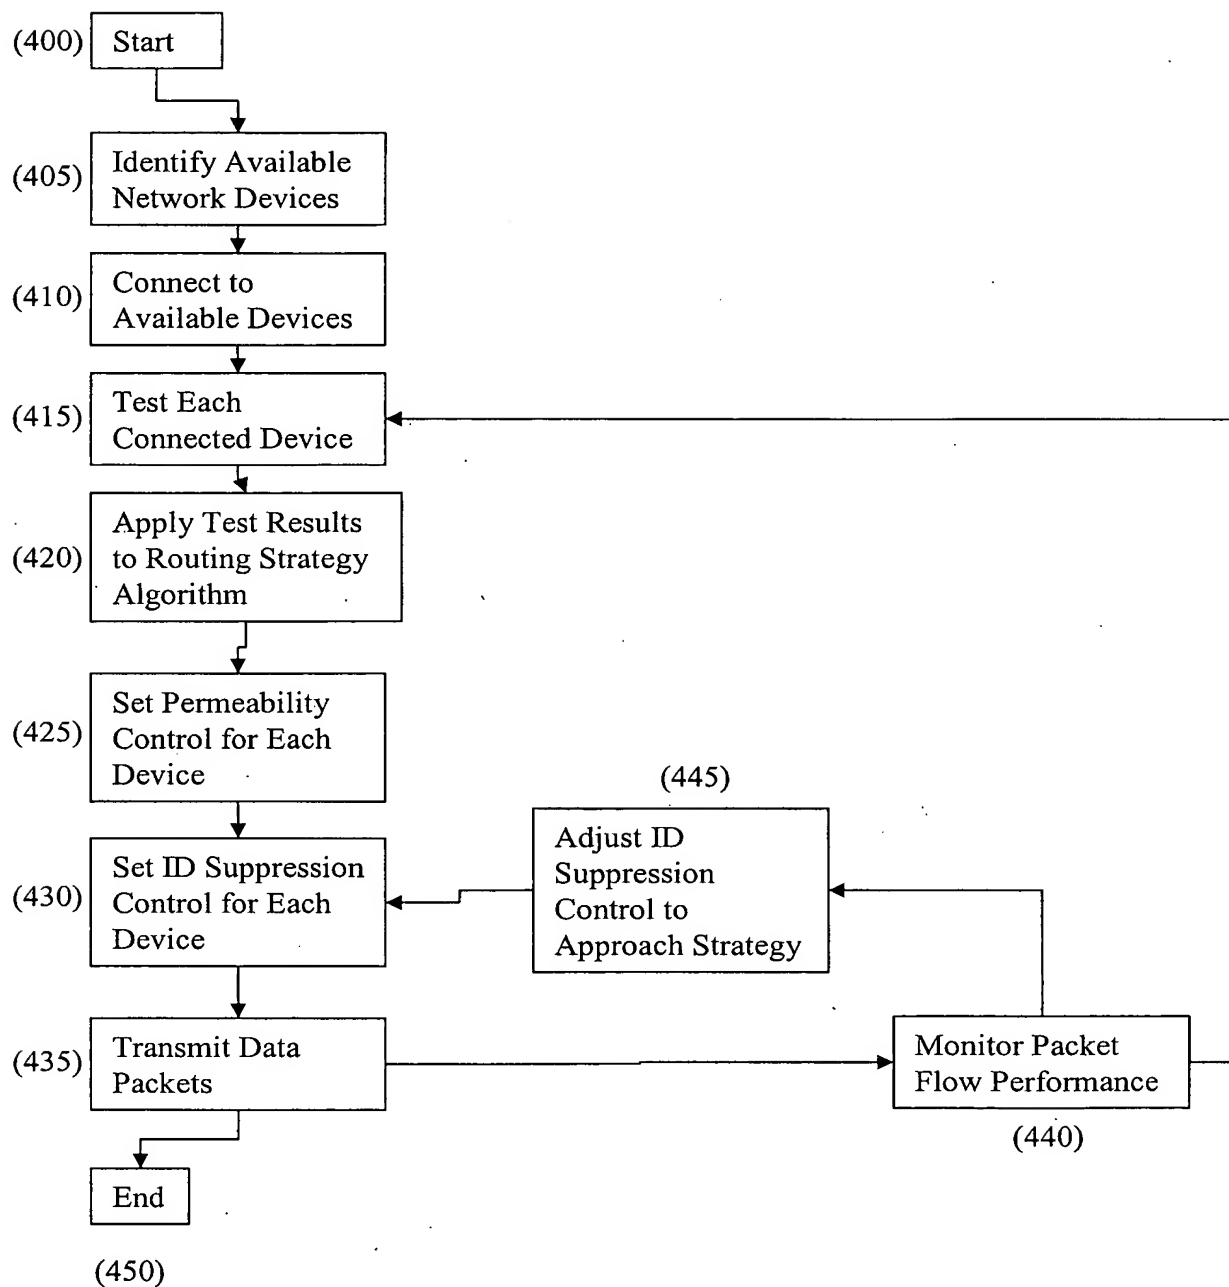 (400)
Start
(405)
Identify Available
Network Devices
(410)
Connect to
Available Devices
(415)
Test Each
Connected Device
(420)
Apply Test Results
to Routing Strategy
Algorithm
(425)
Set Permeability
Control for Each
Device
(430)
Set ID Suppression
Control for Each
Device
(445)
Adjust ID
Suppression
Control to
Approach Strategy
(435)
Transmit Data
Packets
Monitor Packet
Flow Performance
(440)
End
(450)